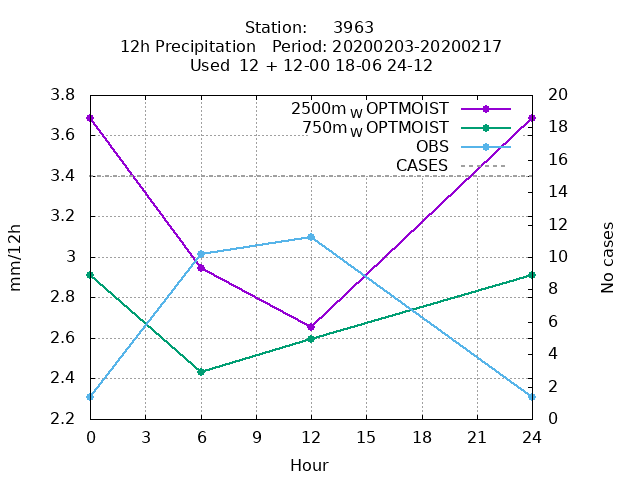 Station: 3963
12h Precipitation Period: 20200203-20200217
Used 12 + 12-00 18-06 24-12
2500m W OPTMOIST
750m W OPTMOIST
OBS
CASES
3.8
3.6
3.4
3.2
3
2.8
2.6
2.4
2.2
20
18
16
14
12
10
8
6
4
2
0
mm/12h
No cases
0 3 6 9 12 15 18 21 24
Hour